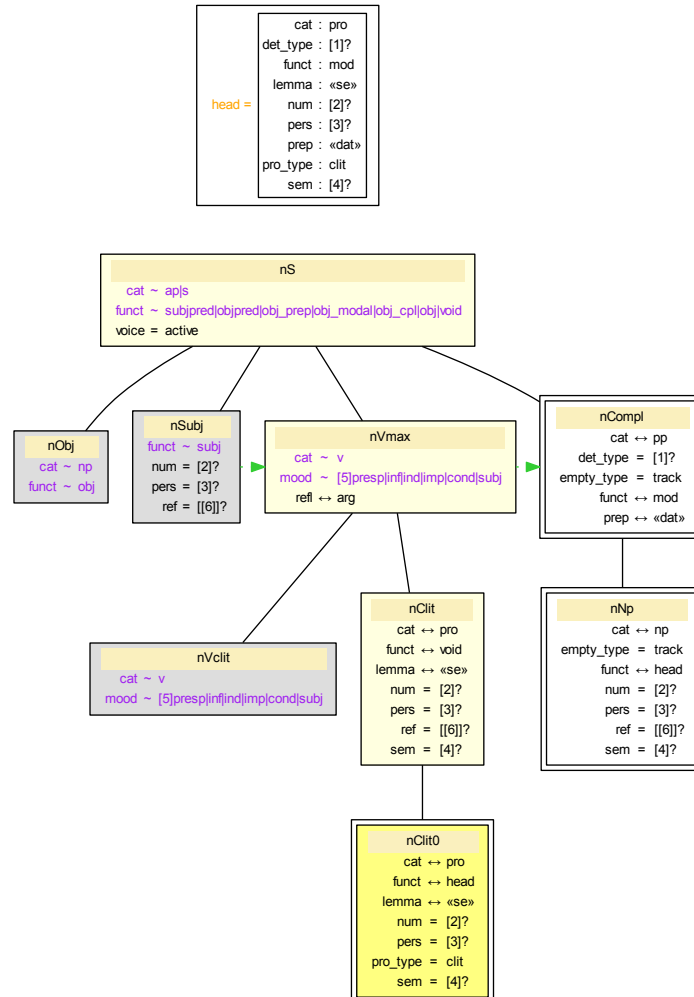 head =
cat : pro
det_type : [1]?
funct : mod
lemma : «se»
num : [2]?
pers : [3]?
prep : «dat»
pro_type : clit
sem : [4]?
nS
cat ~ ap|s
funct ~ subjpred|objpred|obj_prep|obj_modal|obj_cpl|obj|void
voice = active
nObj
cat ~ np
funct ~ obj
nSubj
funct ~ subj
num = [2]?
pers = [3]?
ref = [[6]]?
nVmax
cat ~ v
mood ~ [5]presp|inf|ind|imp|cond|subj
refl ↔ arg
nCompl
cat ↔ pp
det_type = [1]?
empty_type = track
funct ↔ mod
prep ↔ «dat»
nVclit
cat ~ v
mood ~ [5]presp|inf|ind|imp|cond|subj
nClit
cat ↔ pro
funct ↔ void
lemma ↔ «se»
num = [2]?
pers = [3]?
ref = [[6]]?
sem = [4]?
nNp
cat ↔ np
empty_type = track
funct ↔ head
num = [2]?
pers = [3]?
ref = [[6]]?
sem = [4]?
nClit0
cat ↔ pro
funct ↔ head
lemma ↔ «se»
num = [2]?
pers = [3]?
pro_type = clit
sem = [4]?